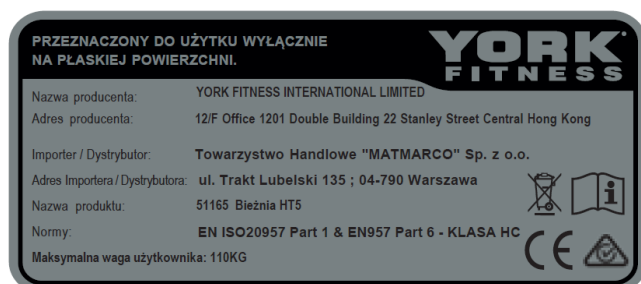 PRZEZNACZONY DO UŻYTKU WYŁĄCZNIE
NA PŁASKIEJ POWIERZCHNI.
YORK
FITNESS
Nazwa producenta: YORK FITNESS INTERNATIONAL LIMITED
Adres producenta: 12/F Office 1201 Double Building 22 Stanley Street Central Hong Kong
Importer / Dystrybutor: Towarzystwo Handlowe "MATMARCO" Sp. z o.o.
Adres Importera / Dystrybutora: ul. Trakt Lubelski 135 ; 04-790 Warszawa
Nazwa produktu: 51165 Bieżnia HT5
Normy: EN ISO20957 Part 1 & EN957 Part 6 - KLASA HC
Maksymalna waga użytkownika: 110KG
CE